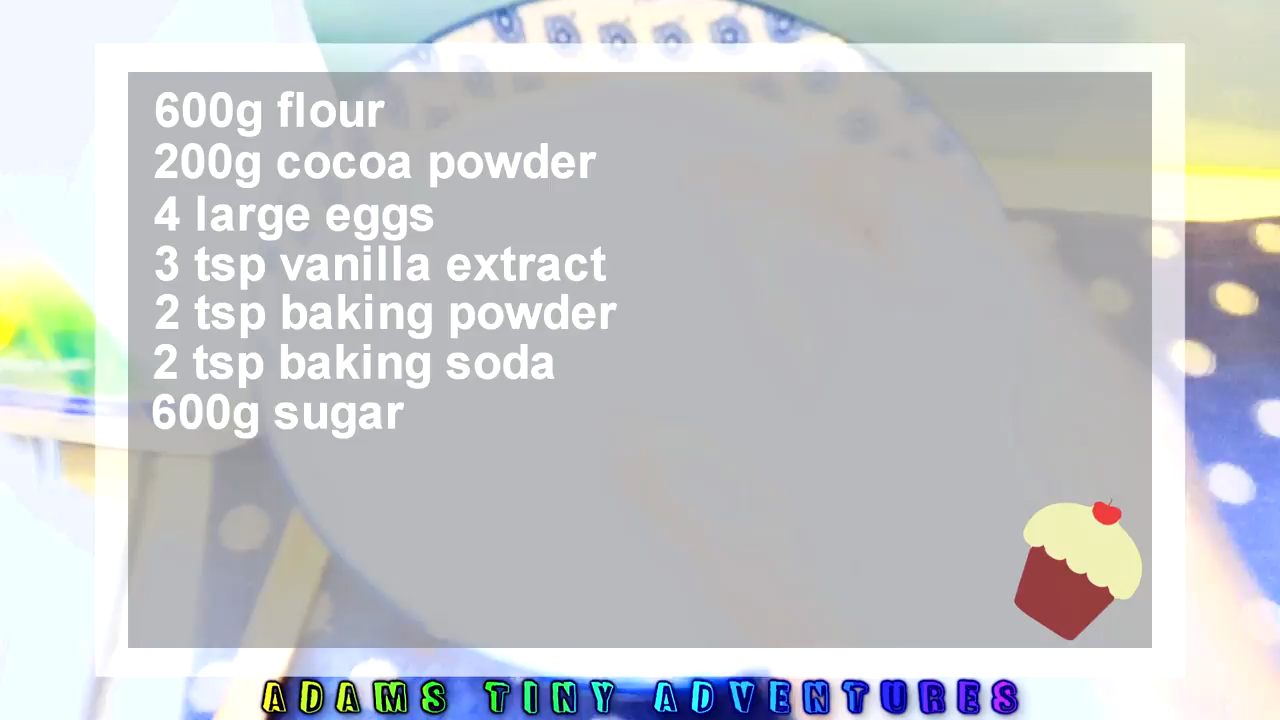 600g flour
200g cocoa powder
4 large eggs
3 tsp vanilla extract
2 tsp baking powder
2 tsp baking soda
600g sugar
ADAMS TINY ADVENTURES